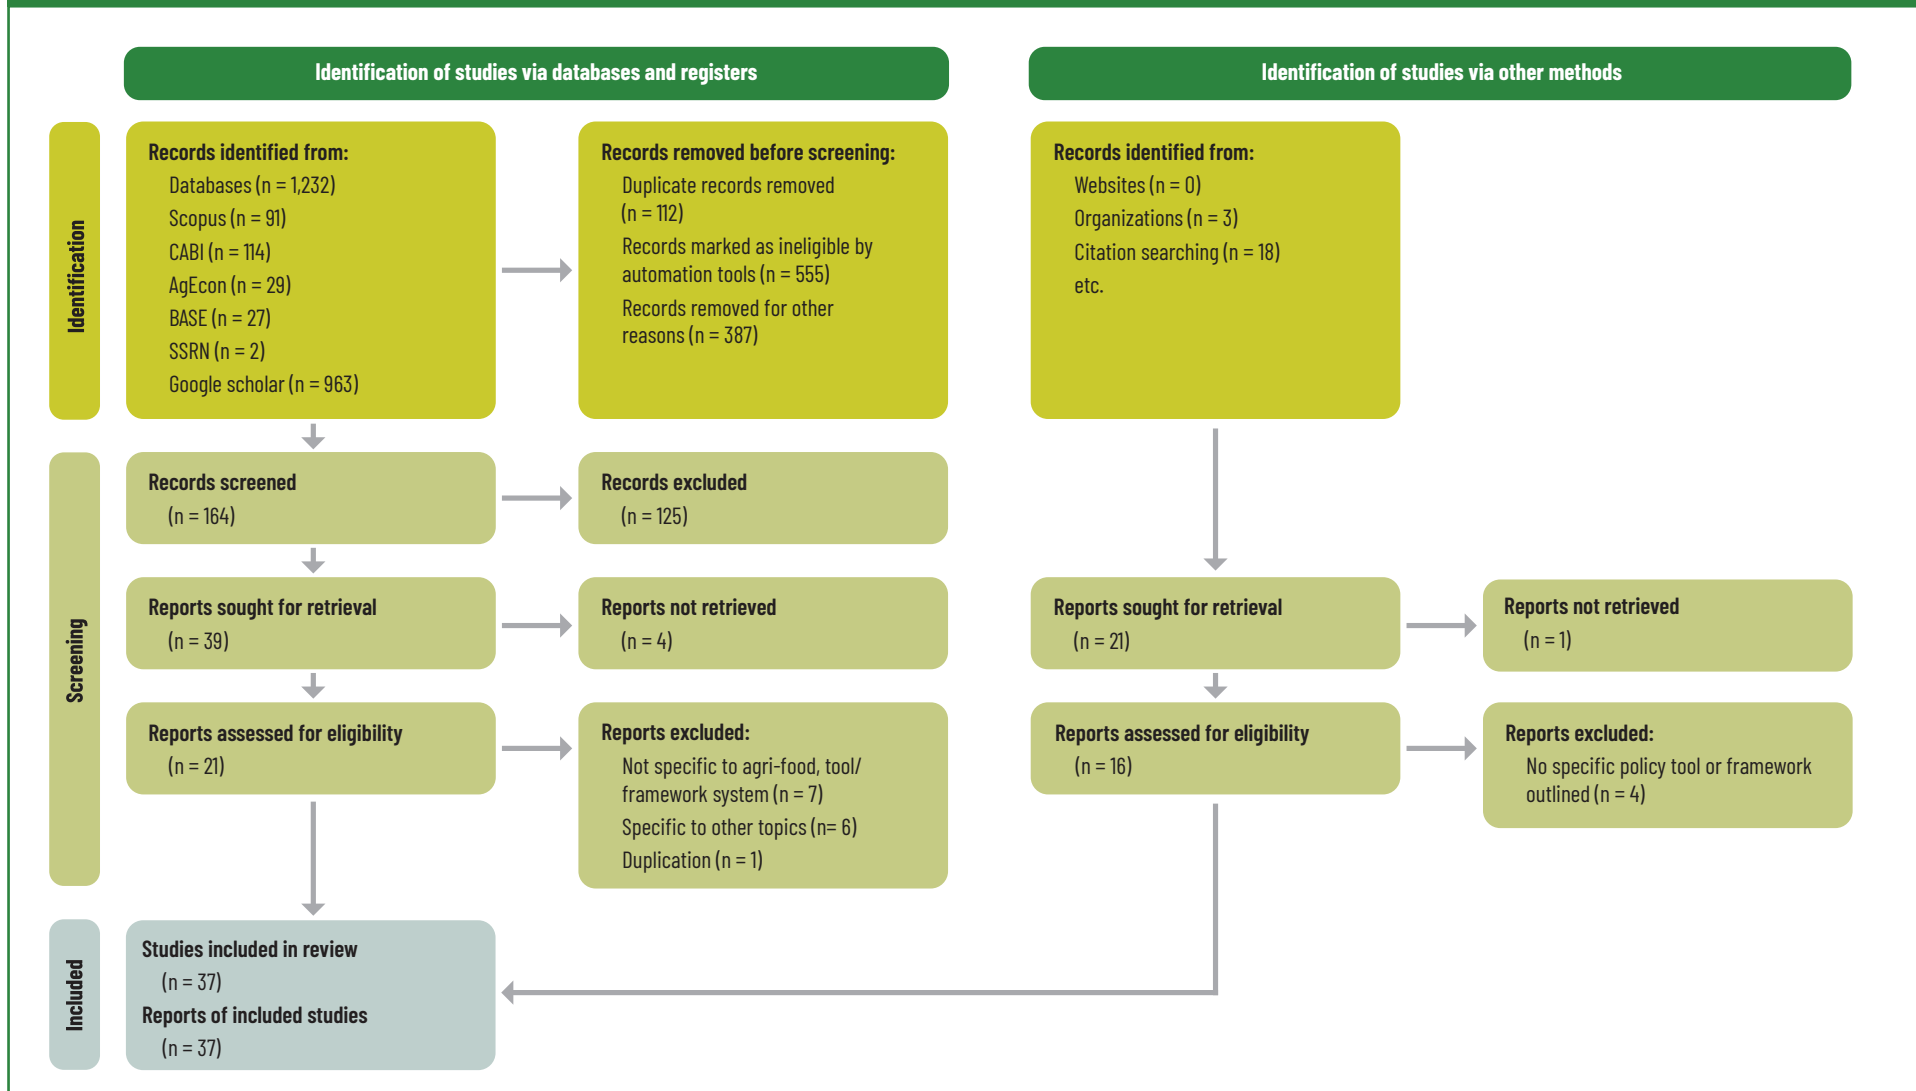 Identification of studies via databases and registers
Identification of studies via other methods
Identification
Records identified from:
Databases (n = 1,232)
Scopus (n = 91)
CABI (n = 114)
AgEcon (n = 29)
BASE (n = 27)
SSRN (n = 2)
Google scholar (n = 963)
Records removed before screening:
Duplicate records removed
(n = 112)
Records marked as ineligible by
automation tools (n = 555)
Records removed for other
reasons (n = 387)
Records identified from:
Websites (n = 0)
Organizations (n = 3)
Citation searching (n = 18)
etc.
Screening
Records screened
(n = 164)
Records excluded
(n = 125)
Reports sought for retrieval
(n = 39)
Reports not retrieved
(n = 4)
Reports sought for retrieval
(n = 21)
Reports not retrieved
(n = 1)
Reports assessed for eligibility
(n = 21)
Reports excluded:
Not specific to agri-food, tool/
framework system (n = 7)
Specific to other topics (n= 6)
Duplication (n = 1)
Reports assessed for eligibility
(n = 16)
Reports excluded:
No specific policy tool or framework
outlined (n = 4)
Included
Studies included in review
(n = 37)
Reports of included studies
(n = 37)